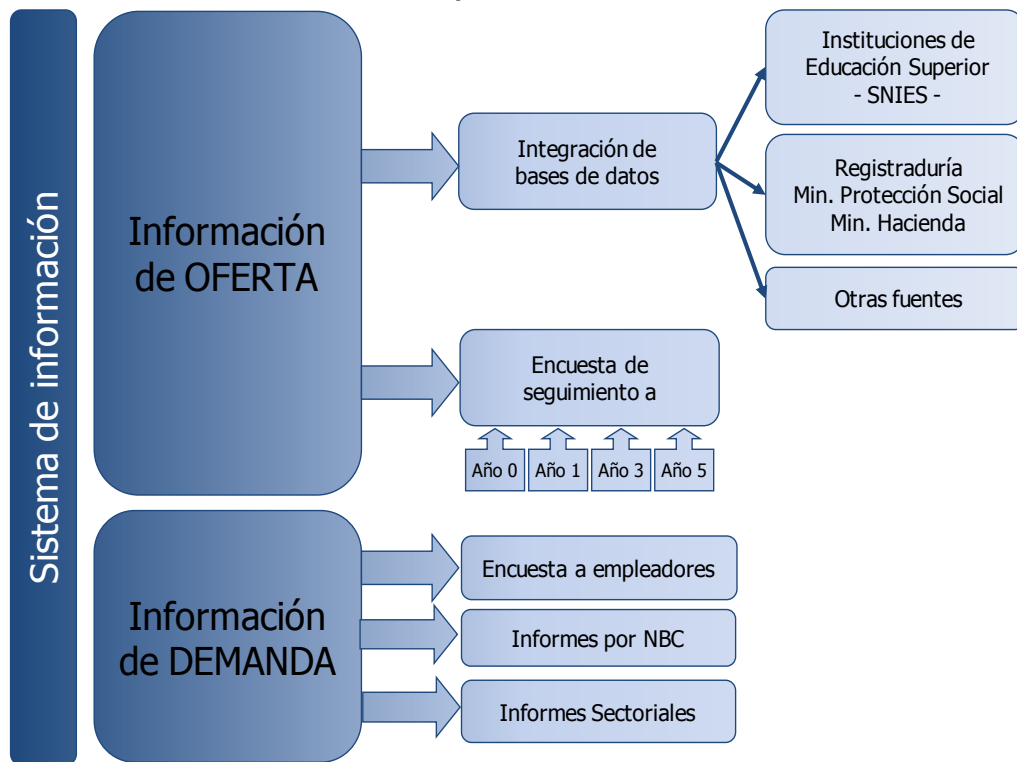 Sistema de información
Información
de OFERTA
Integración de
bases de datos
Instituciones de
Educación Superior
- SNIES -
Registraduría
Min. Protección Social
Min. Hacienda
Otras fuentes
Encuesta de
seguimiento a
Año 0
Año 1
Año 3
Año 5
Información
de DEMANDA
Encuesta a empleadores
Informes por NBC
Informes Sectoriales